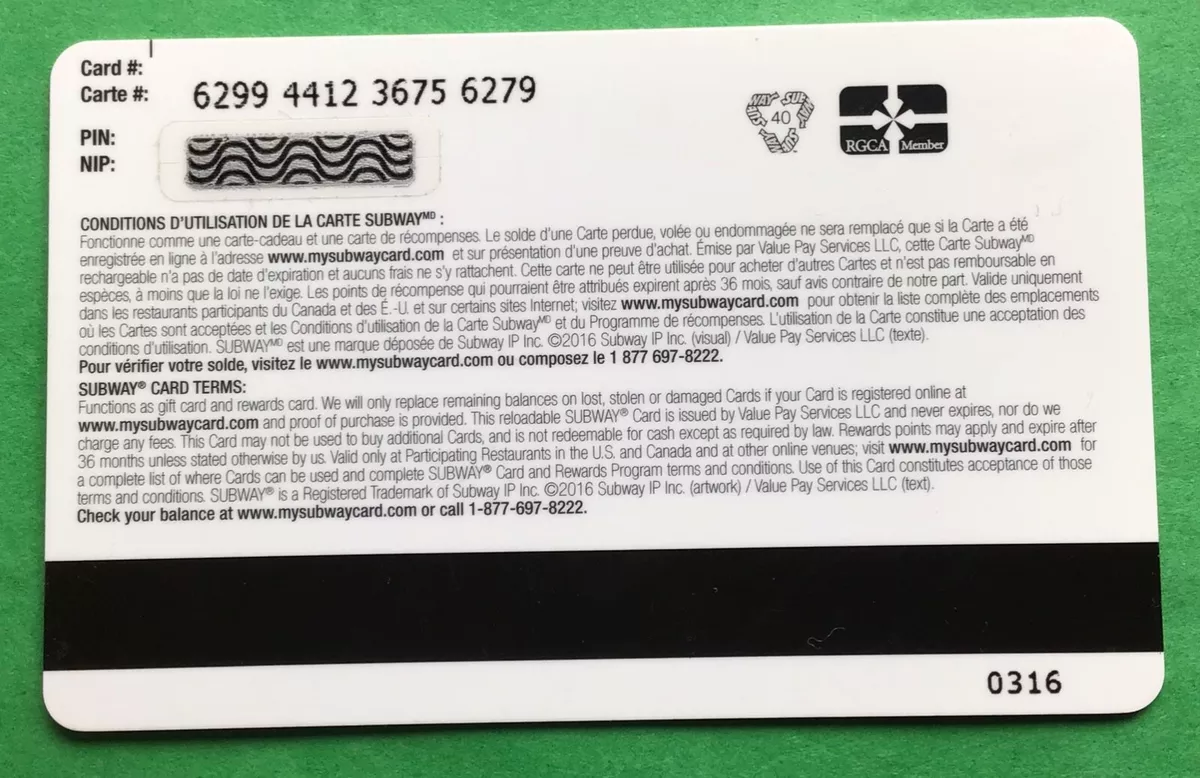 Card #:
Carte #: 6299 4412 3675 6279
PIN:
NIP:
WAY SUB
40
RGCA Member
CONDITIONS D'UTILISATION DE LA CARTE SUBWAYMD :
Fonctionne comme une carte-cadeau et une carte de récompenses. Le solde d'une Carte perdue, volée ou endommagée ne sera remplacé que si la Carte a été
enregistrée en ligne à l'adresse www.mysubwaycard.com et sur présentation d'une preuve d'achat. Émise par Value Pay Services LLC, cette Carte SubwayMD
rechargeable n'a pas de date d'expiration et aucuns frais ne s'y rattachent. Cette carte ne peut être utilisée pour acheter d'autres Cartes et n'est pas remboursable en
espèces, à moins que la loi ne l'exige. Les points de récompense qui pourraient être attribués expirent après 36 mois, sauf avis contraire de notre part. Valide uniquement
dans les restaurants participants du Canada et des É.-U. et sur certains sites Internet; visitez www.mysubwaycard.com pour obtenir la liste complète des emplacements
où les Cartes sont acceptées et les Conditions d'utilisation de la Carte SubwayMD et du Programme de récompenses. L'utilisation de la Carte constitue une acceptation des
conditions d'utilisation. SUBWAYMD est une marque déposée de Subway IP Inc. ©2016 Subway IP Inc. (visual) / Value Pay Services LLC (texte).
Pour vérifier votre solde, visitez le www.mysubwaycard.com ou composez le 1 877 697-8222.
SUBWAY® CARD TERMS:
Functions as gift card and rewards card. We will only replace remaining balances on lost, stolen or damaged Cards if your Card is registered online at
www.mysubwaycard.com and proof of purchase is provided. This reloadable SUBWAY® Card is issued by Value Pay Services LLC and never expires, nor do we
charge any fees. This Card may not be used to buy additional Cards, and is not redeemable for cash except as required by law. Rewards points may apply and expire after
36 months unless stated otherwise by us. Valid only at Participating Restaurants in the U.S. and Canada and at other online venues; visit www.mysubwaycard.com for
a complete list of where Cards can be used and complete SUBWAY® Card and Rewards Program terms and conditions. Use of this Card constitutes acceptance of those
terms and conditions. SUBWAY® is a Registered Trademark of Subway IP Inc. ©2016 Subway IP Inc. (artwork) / Value Pay Services LLC (text).
Check your balance at www.mysubwaycard.com or call 1-877-697-8222.
0316